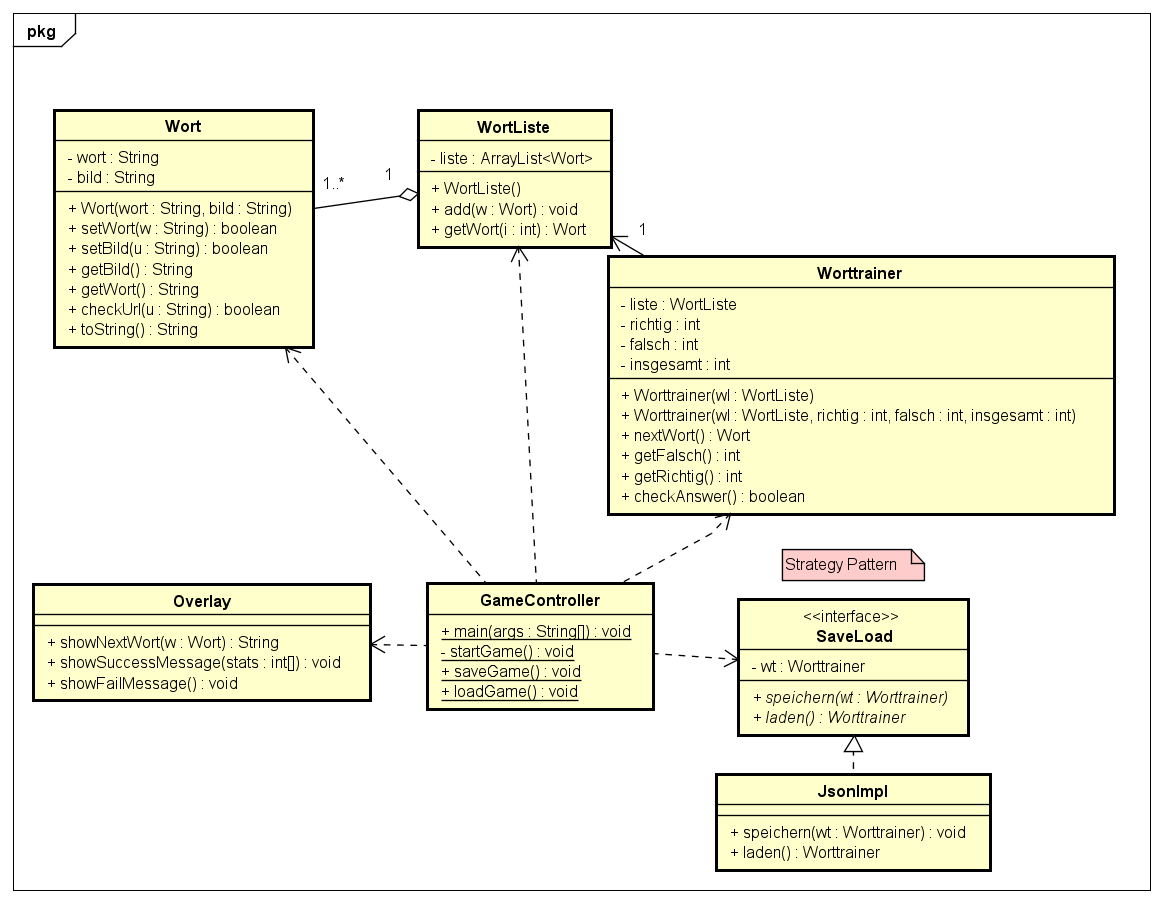 pkg
Wort
- wort : String
- bild : String
+ Wort(wort : String, bild : String)
+ setWort(w : String) : boolean
+ setBild(u : String) : boolean
+ getBild() : String
+ getWort() : String
+ checkUrl(u : String) : boolean
+ toString() : String
1..*
1
WortListe
- liste : ArrayList<Wort>
+ WortListe()
+ add(w : Wort) : void
+ getWort(i : int) : Wort
1
Worttrainer
- liste : WortListe
- richtig : int
- falsch : int
- insgesamt : int
+ Worttrainer(wl : WortListe)
+ Worttrainer(wl : WortListe, richtig : int, falsch : int, insgesamt : int)
+ nextWort() : Wort
+ getFalsch() : int
+ getRichtig() : int
+ checkAnswer() : boolean
Strategy Pattern
Overlay
+ showNextWort(w : Wort) : String
+ showSuccessMessage(stats : int[]) : void
+ showFailMessage() : void
GameController
+ main(args : String[]) : void
- startGame() : void
+ saveGame() : void
+ loadGame() : void
<<interface>>
SaveLoad
- wt : Worttrainer
+ speichern(wt : Worttrainer)
+ laden() : Worttrainer
JsonImpl
+ speichern(wt : Worttrainer) : void
+ laden() : Worttrainer